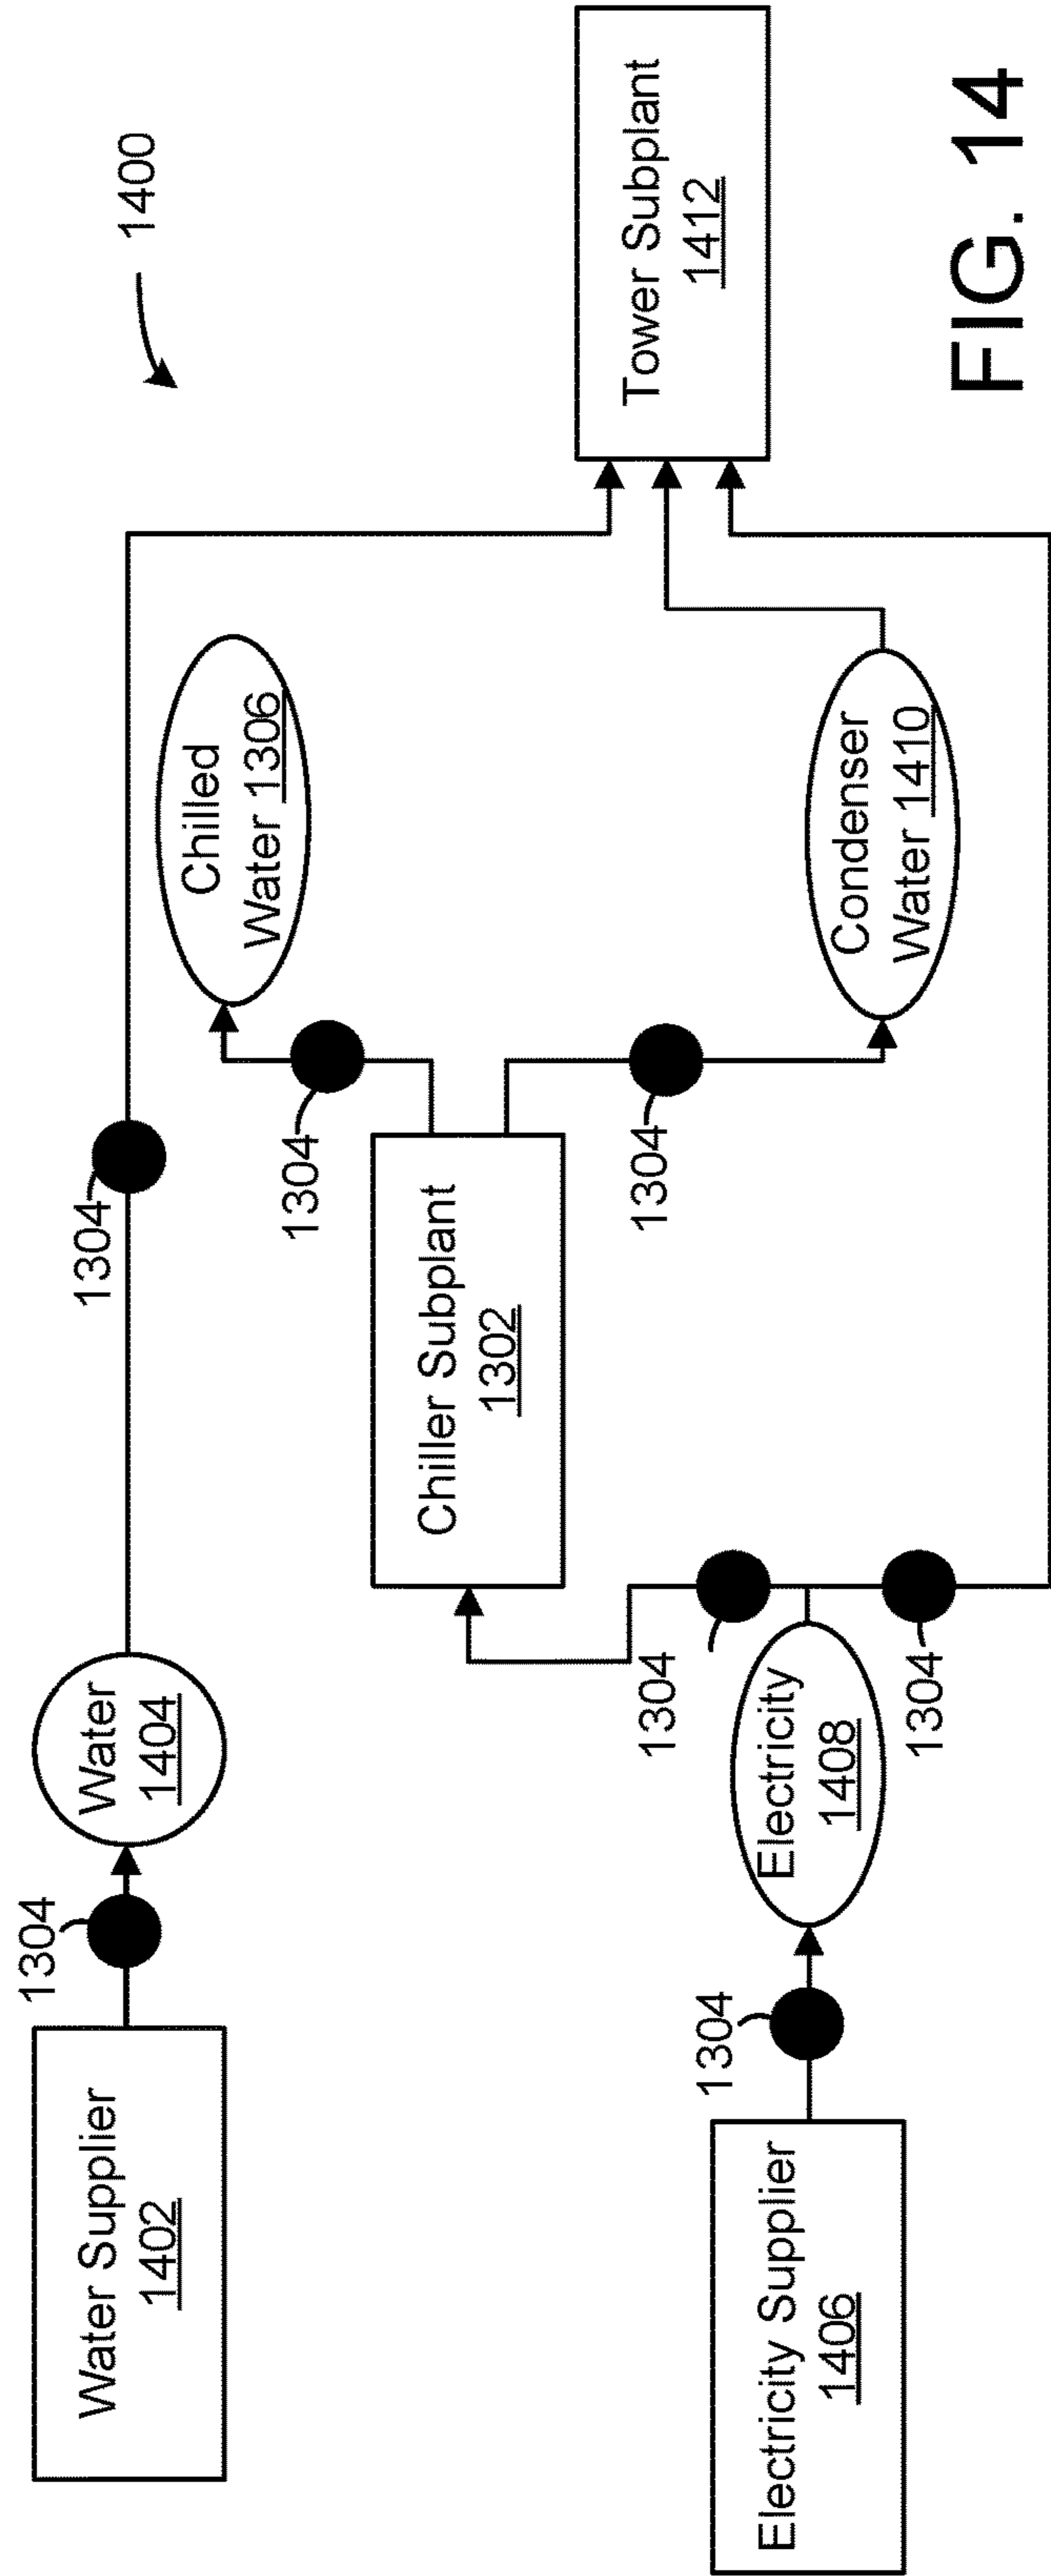 1400
Water Supplier
1402
1304
Water
1404
1304
Chilled
Water 1306
1304
Chiller Subplant
1302
1304
Tower Subplant
1412
Electricity Supplier
1406
1304
Electricity
1408
1304
1304
Condenser
Water 1410
FIG. 14